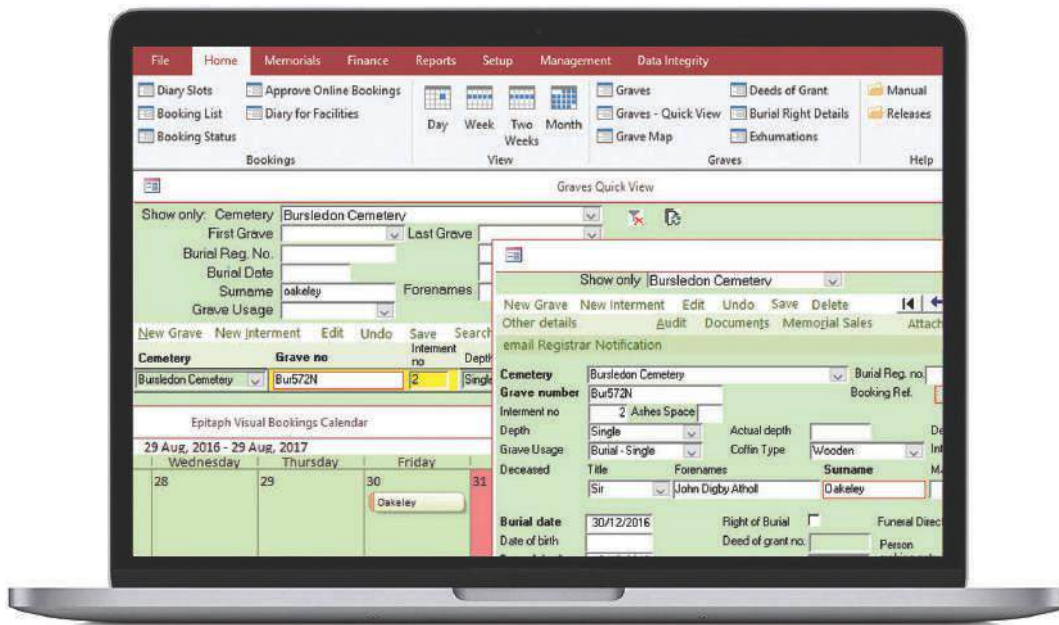 File Home Memorials Finance Reports Setup Management Data Integrity
Diary Slots Approve Online Bookings Graves Deeds of Grant Manual
Booking List Diary for Facilities Day Week Two Weeks Month Graves - Quick View Burial Right Details Releases
Booking Status Grave Map Exhumations
Bookings View Graves Help
Graves Quick View
Show only: Cemetery Bursledon Cemetery
First Grave Last Grave
Burial Reg. No.
Burial Date
Surname oakeley Forenames
Grave Usage
New Grave New Interment Edit Undo Save
Cemetery Grave no Interment no
Bursledon Cemetery Bur572N 2
Epitaph Visual Bookings Calendar
29 Aug, 2016 - 29 Aug, 2017
Wednesday Thursday Friday
28 29 30 31
Oakeley
Show only Bursledon Cemetery
New Grave New Interment Edit Undo Save Delete
Other details Audit Documents Memorial Sales
email Registrar Notification
Cemetery Bursledon Cemetery Burial Reg. no.
Grave number Bur572N Booking Ref.
Interment no 2 Ashes Space
Depth Single Actual depth
Grave Usage Burial - Single Coffin Type Wooden
Deceased Title Forenames Surname
Sir John Digby Atholl Oakeley
Burial date 30/12/2016 Right of Burial
Date of birth Deed of grant no. Person